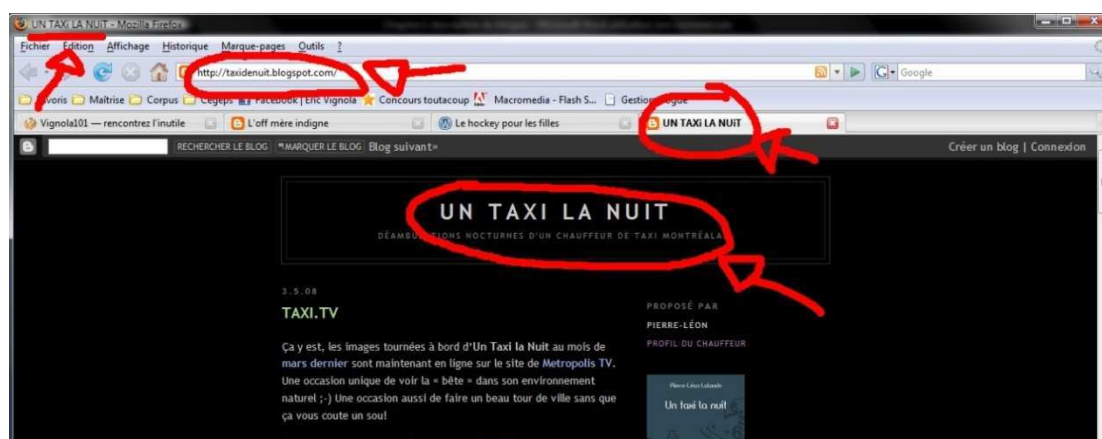 UN TAXi LA NUiT - Mozilla Firefox
Fichier Edition Affichage Historique Marque-pages Outils ?
http://taxidenuit.blogspot.com/ Google
Maîtrise Corpus Cégeps Facebook | Eric Vignola Concours toutacoup Macromedia - Flash S...
Vignola101 — rencontrez l'inutile L'off mère indigne Le hockey pour les filles UN TAXi LA NUiT
RECHERCHER LE BLOG MARQUER LE BLOG Blog suivant» Créer un blog | Connexion
UN TAXI LA NUIT
DÉAMBULATIONS NOCTURNES D'UN CHAUFFEUR DE TAXI
3.5.08
TAXI.TV
Ça y est, les images tournées à bord d'Un Taxi la Nuit au mois de
mars dernier sont maintenant en ligne sur le site de Metropolis TV.
Une occasion unique de voir la « bête » dans son environnement
naturel ;-) Une occasion aussi de faire un beau tour de ville sans que
ça vous coute un sou!
PROPOSÉ PAR
PIERRE-LÉON
PROFIL DU CHAUFFEUR
Pierre-Léon Lalonde
Un taxi la nuit